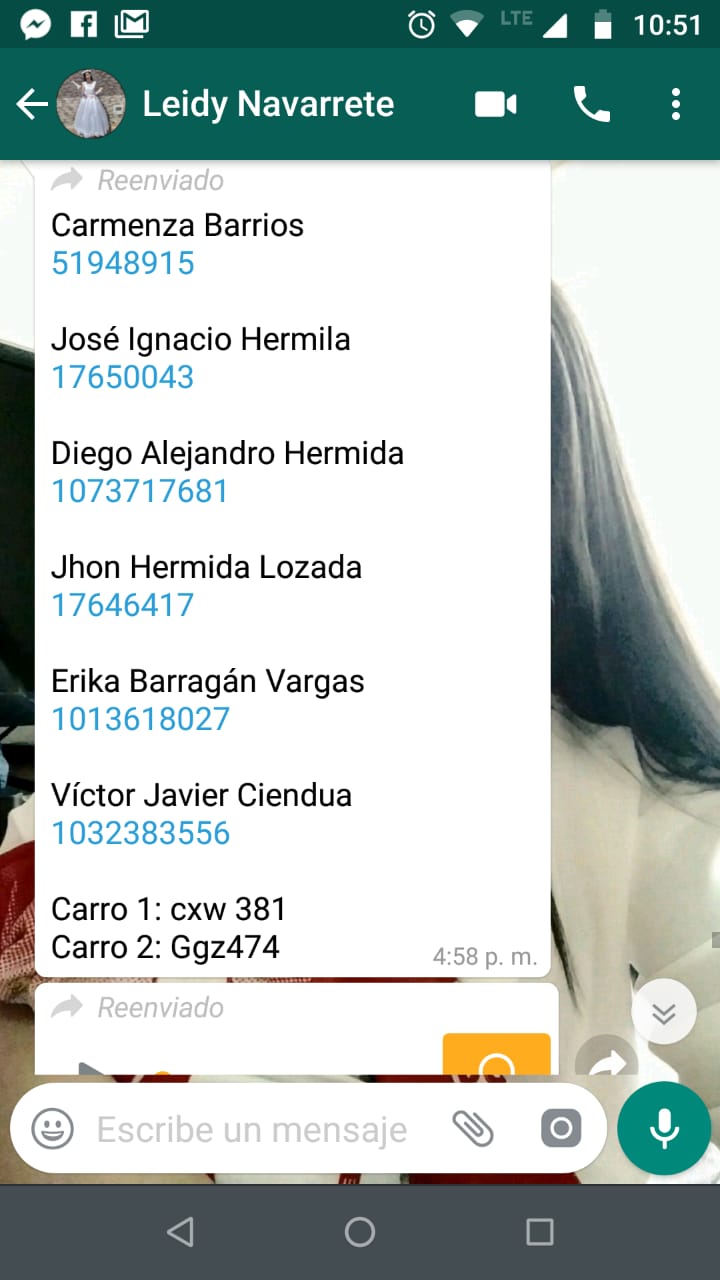 LTE 10:51
Leidy Navarrete
Reenviado
Carmenza Barrios
51948915
José Ignacio Hermila
17650043
Diego Alejandro Hermida
1073717681
Jhon Hermida Lozada
17646417
Erika Barragán Vargas
1013618027
Víctor Javier Ciendua
1032383556
Carro 1: cxw 381
Carro 2: Ggz474
4:58 p. m.
Reenviado
Escribe un mensaje